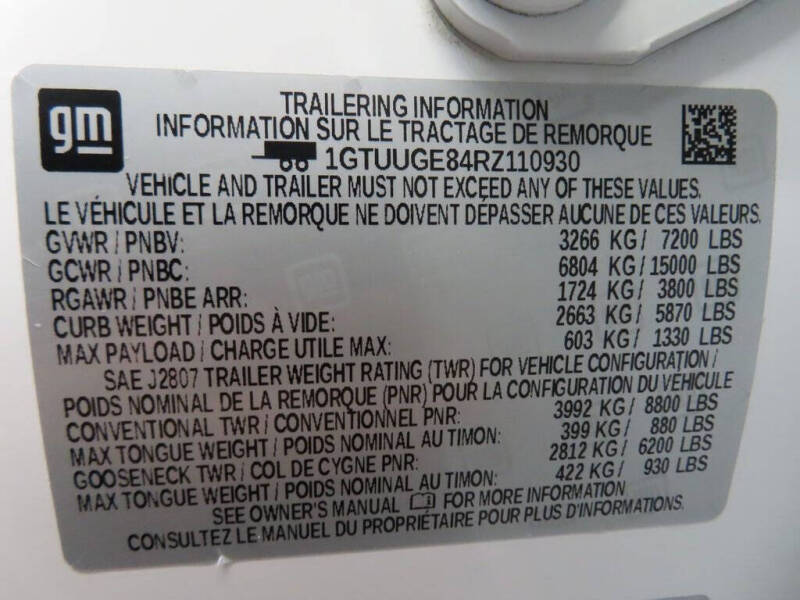 gm
TRAILERING INFORMATION
INFORMATION SUR LE TRACTAGE DE REMORQUE
1GTUUGE84RZ110930
VEHICLE AND TRAILER MUST NOT EXCEED ANY OF THESE VALUES.
LE VÉHICULE ET LA REMORQUE NE DOIVENT DÉPASSER AUCUNE DE CES VALEURS.
GVWR / PNBV: 3266 KG / 7200 LBS
GCWR / PNBC: 6804 KG / 15000 LBS
RGAWR / PNBE ARR: 1724 KG / 3800 LBS
CURB WEIGHT / POIDS À VIDE: 2663 KG / 5870 LBS
MAX PAYLOAD / CHARGE UTILE MAX: 603 KG / 1330 LBS
SAE J2807 TRAILER WEIGHT RATING (TWR) FOR VEHICLE CONFIGURATION /
POIDS NOMINAL DE LA REMORQUE (PNR) POUR LA CONFIGURATION DU VÉHICULE
CONVENTIONAL TWR / CONVENTIONNEL PNR: 3992 KG / 8800 LBS
MAX TONGUE WEIGHT / POIDS NOMINAL AU TIMON: 399 KG / 880 LBS
GOOSENECK TWR / COL DE CYGNE PNR: 2812 KG / 6200 LBS
MAX TONGUE WEIGHT / POIDS NOMINAL AU TIMON: 422 KG / 930 LBS
SEE OWNER'S MANUAL FOR MORE INFORMATION
CONSULTEZ LE MANUEL DU PROPRIÉTAIRE POUR PLUS D'INFORMATIONS.